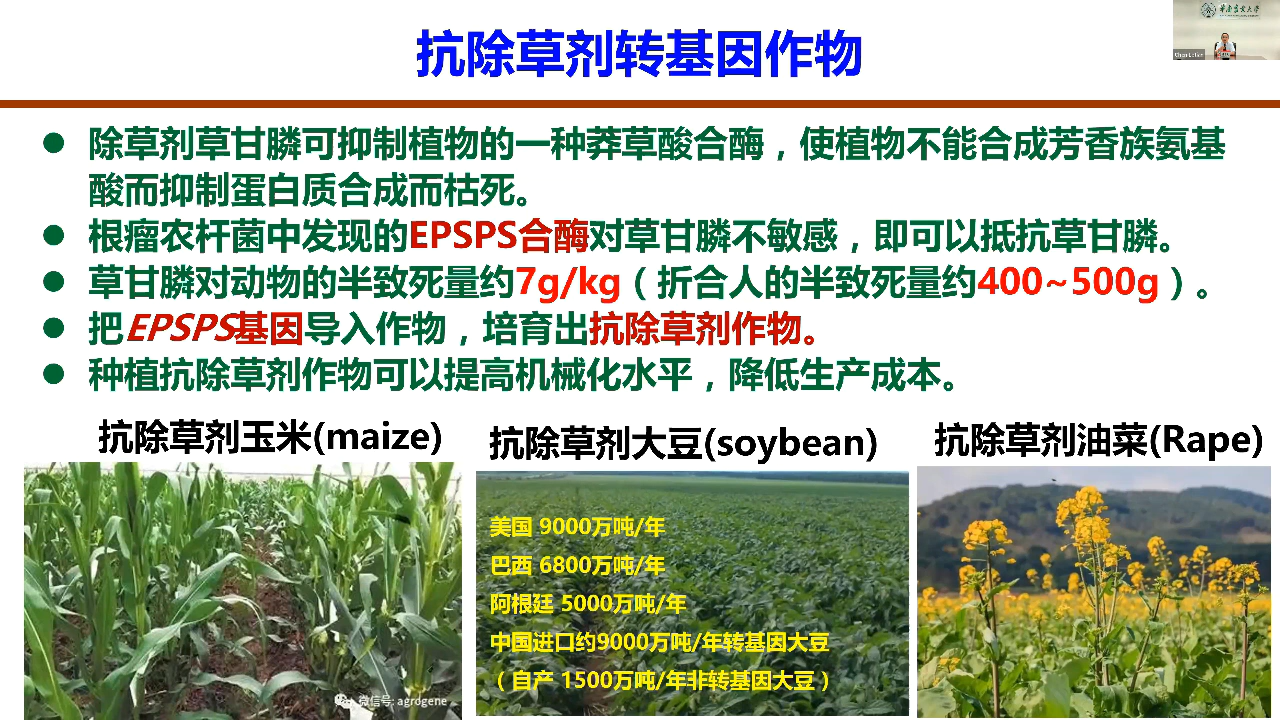 抗除草剂转基因作物
华南农业大学
除草剂草甘膦可抑制植物的一种莽草酸合酶，使植物不能合成芳香族氨基
酸而抑制蛋白质合成而枯死。
根瘤农杆菌中发现的EPSPS合酶对草甘膦不敏感，即可以抵抗草甘膦。
草甘膦对动物的半致死量约7g/kg（折合人的半致死量约400~500g）。
把EPSPS基因导入作物，培育出抗除草剂作物。
种植抗除草剂作物可以提高机械化水平，降低生产成本。
抗除草剂玉米(maize)
抗除草剂大豆(soybean)
抗除草剂油菜(Rape)
美国 9000万吨/年
巴西 6800万吨/年
阿根廷 5000万吨/年
中国进口约9000万吨/年转基因大豆
（自产 1500万吨/年非转基因大豆）
微信号: agrogene